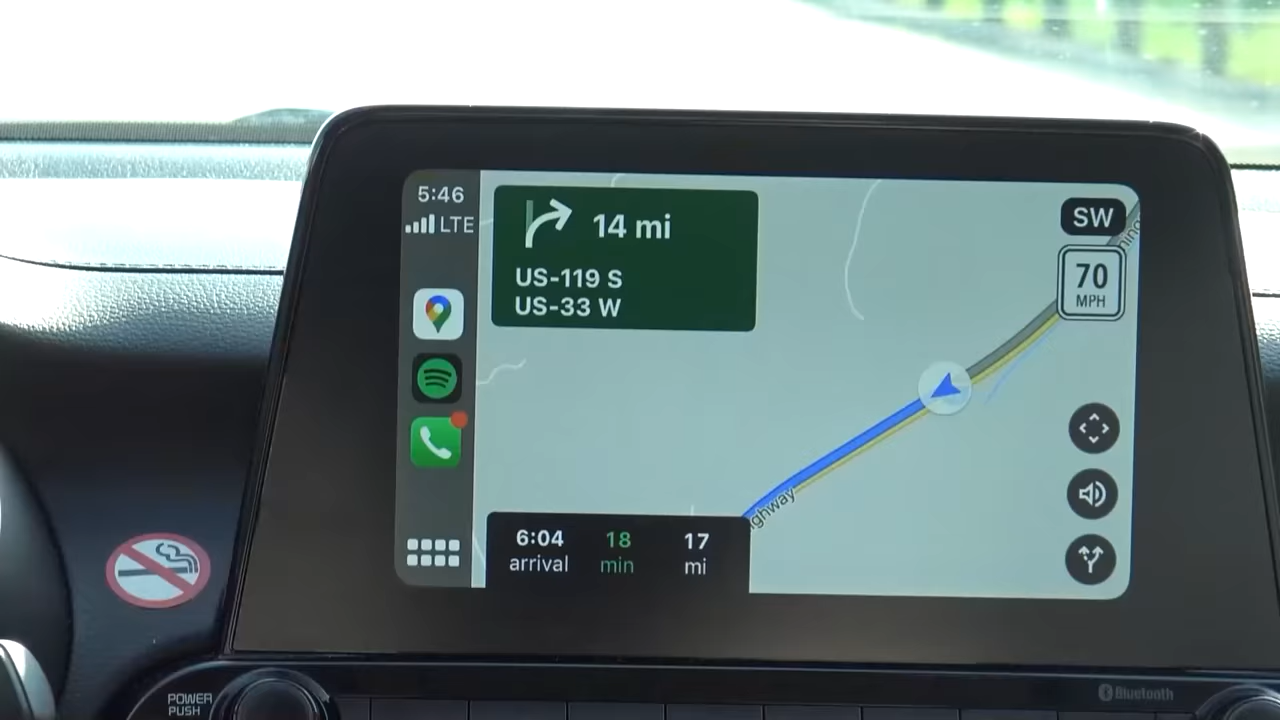 5:46
LTE
14 mi
US-119 S
US-33 W
SW
70
MPH
6:04
arrival
18
min
17
mi
POWER
PUSH
Bluetooth